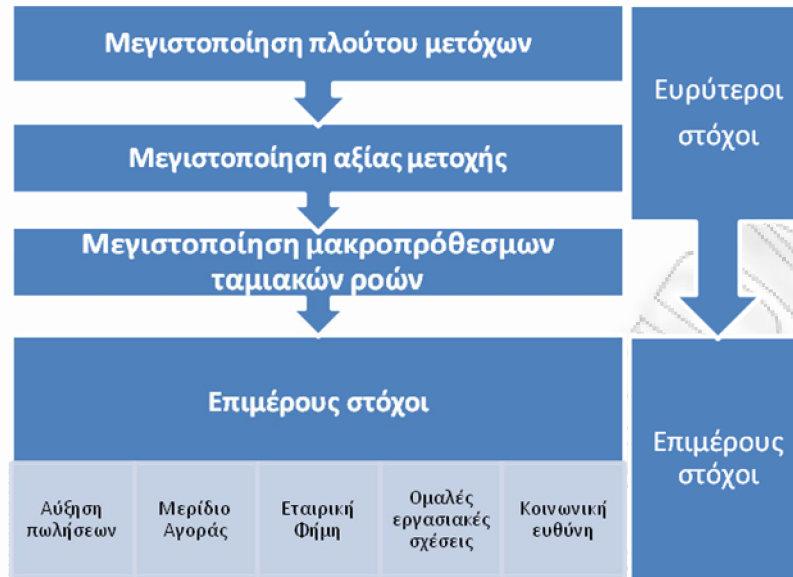 Μεγιστοποίηση πλούτου μετόχων
Μεγιστοποίηση αξίας μετοχής
Μεγιστοποίηση μακροπρόθεσμων
ταμιακών ροών
Επιμέρους στόχοι
Αύξηση
πωλήσεων
Μερίδιο
Αγοράς
Εταιρική
Φήμη
Ομαλές
εργασιακές
σχέσεις
Κοινωνική
ευθύνη
Ευρύτεροι
στόχοι
Επιμέρους
στόχοι